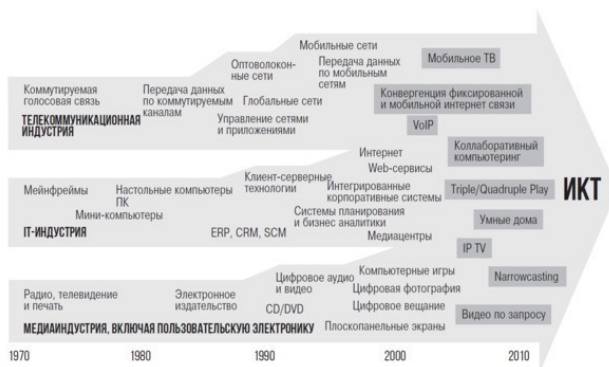 Мобильные сети
Оптоволокон-
ные сети
Передача данных
по мобильным
сетям
Мобильное ТВ
Коммутируемая
голосовая связь
Передача данных
по коммутируемым
каналам
Глобальные сети
Конвергенция фиксированной
и мобильной интернет связи
ТЕЛЕКОММУНИКАЦИОННАЯ
ИНДУСТРИЯ
Управление сетями
и приложениями
VoIP
Интернет
Коллаборативный
компьютеринг
Web-сервисы
Мейнфреймы
Настольные компьютеры
ПК
Клиент-серверные
технологии
Интегрированные
корпоративные системы
Triple/Quadruple Play
ИКТ
Мини-компьютеры
Системы планирования
и бизнес аналитики
Умные дома
IT-ИНДУСТРИЯ
ERP, CRM, SCM
Медиацентры
IP TV
Цифровое аудио
и видео
Компьютерные игры
Narrowcasting
Радио, телевидение
и печать
Электронное
издательство
Цифровая фотография
CD/DVD
Цифровое вещание
Видео по запросу
МЕДИАИНДУСТРИЯ, ВКЛЮЧАЯ ПОЛЬЗОВАТЕЛЬСКУЮ ЭЛЕКТРОНИКУ
Плоскопанельные экраны
1970 1980 1990 2000 2010